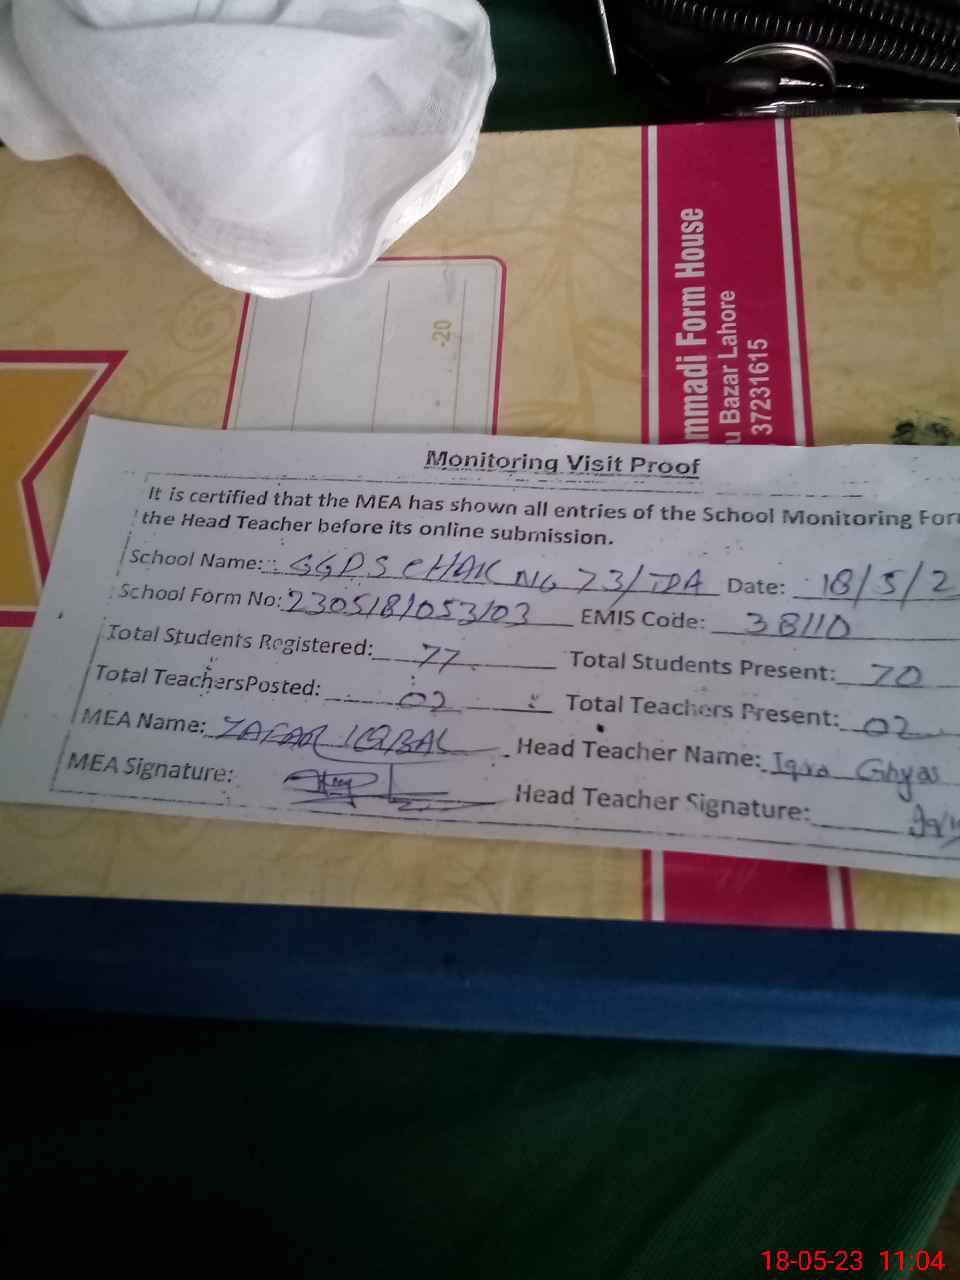 -20
mmadi Form House
u Bazar Lahore
37231615
Monitoring Visit Proof
It is certified that the MEA has shown all entries of the School Monitoring For
the Head Teacher before its online submission.
School Name: GGPS CHAK NO 73/TDA Date: 18/5/2
School Form No: 2305181053103 EMIS Code: 38110
Total Students Registered: 77 Total Students Present: 70
Total TeachersPosted: 02 Total Teachers Present: 02
MEA Name: ZAFAR IQBAL Head Teacher Name: Iqra Ghyas
MEA Signature: Head Teacher Signature:
18-05-23 11:04